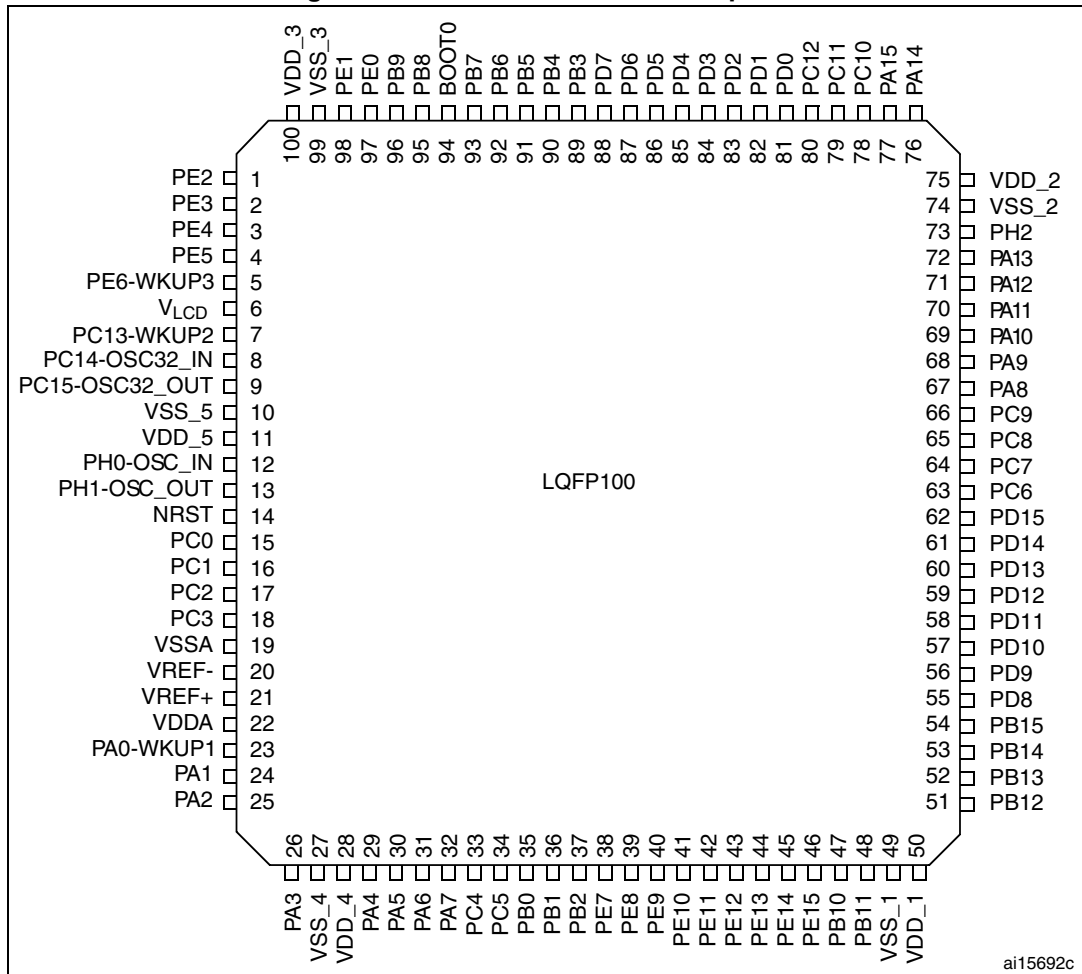 VDD_3
VSS_3
PE1
PE0
PB9
PB8
BOOT0
PB7
PB6
PB5
PB4
PB3
PD7
PD6
PD5
PD4
PD3
PD2
PD1
PD0
PC12
PC11
PC10
PA15
PA14
100
99
98
97
96
95
94
93
92
91
90
89
88
87
86
85
84
83
82
81
80
79
78
77
76
PE2 1
PE3 2
PE4 3
PE5 4
PE6-WKUP3 5
VLCD 6
PC13-WKUP2 7
PC14-OSC32_IN 8
PC15-OSC32_OUT 9
VSS_5 10
VDD_5 11
PH0-OSC_IN 12
PH1-OSC_OUT 13
NRST 14
PC0 15
PC1 16
PC2 17
PC3 18
VSSA 19
VREF- 20
VREF+ 21
VDDA 22
PA0-WKUP1 23
PA1 24
PA2 25
LQFP100
75 VDD_2
74 VSS_2
73 PH2
72 PA13
71 PA12
70 PA11
69 PA10
68 PA9
67 PA8
66 PC9
65 PC8
64 PC7
63 PC6
62 PD15
61 PD14
60 PD13
59 PD12
58 PD11
57 PD10
56 PD9
55 PD8
54 PB15
53 PB14
52 PB13
51 PB12
26
27
28
29
30
31
32
33
34
35
36
37
38
39
40
41
42
43
44
45
46
47
48
49
50
PA3
VSS_4
VDD_4
PA4
PA5
PA6
PA7
PC4
PC5
PB0
PB1
PB2
PE7
PE8
PE9
PE10
PE11
PE12
PE13
PE14
PE15
PB10
PB11
VSS_1
VDD_1
ai15692c